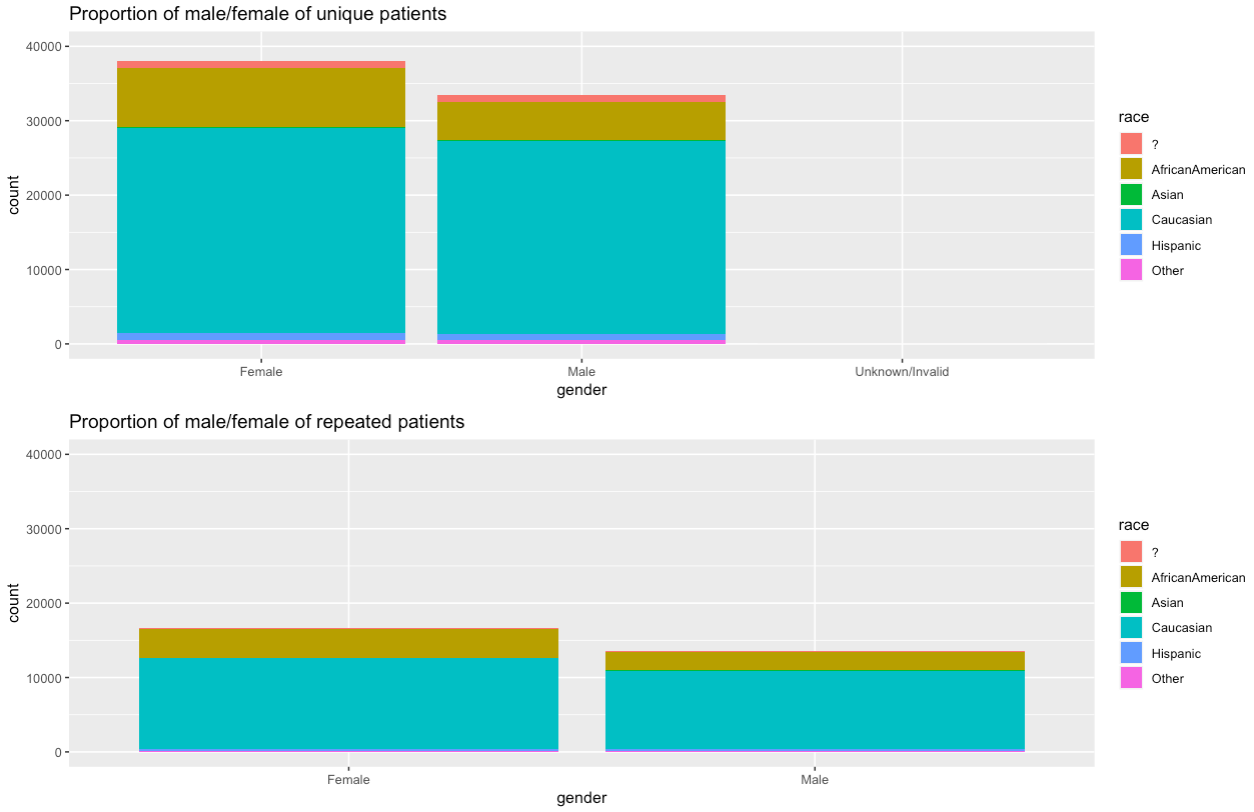 Proportion of male/female of unique patients
40000
30000
20000
10000
0
count
Female
Male
Unknown/Invalid
gender
race
?
AfricanAmerican
Asian
Caucasian
Hispanic
Other
Proportion of male/female of repeated patients
40000
30000
20000
10000
0
count
Female
Male
gender
race
?
AfricanAmerican
Asian
Caucasian
Hispanic
Other